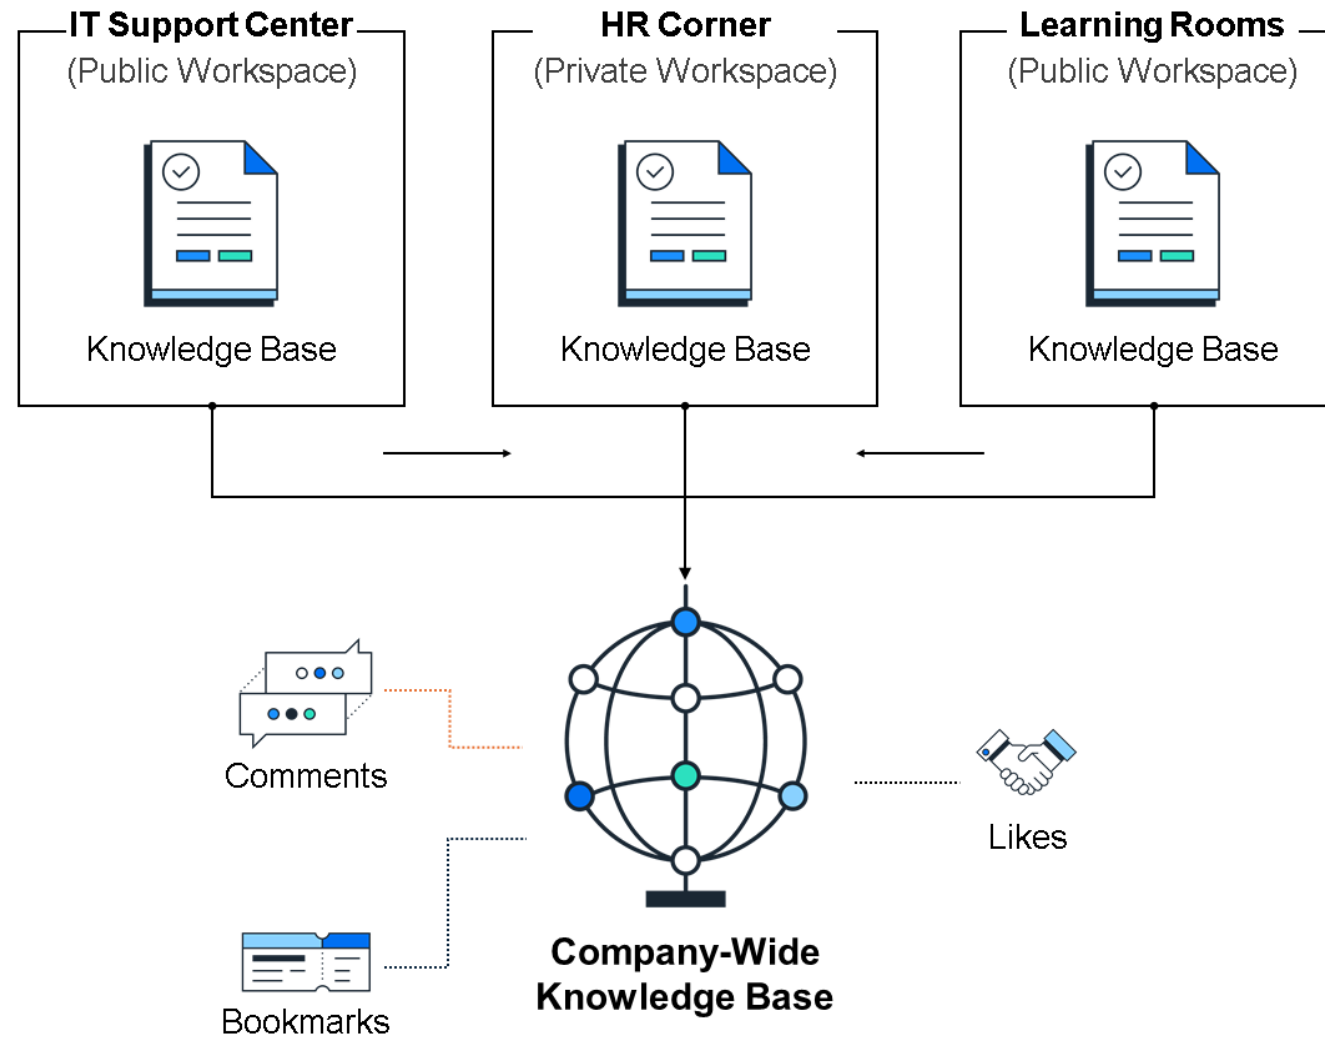 IT Support Center
(Public Workspace)
Knowledge Base
HR Corner
(Private Workspace)
Knowledge Base
Learning Rooms
(Public Workspace)
Knowledge Base
Comments
Bookmarks
Likes
Company-Wide
Knowledge Base